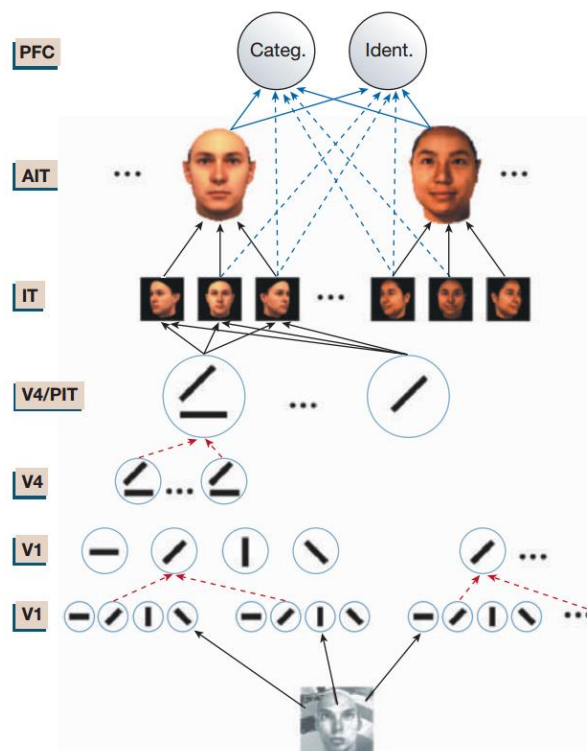 PFC
Categ.
Ident.
AIT
IT
V4/PIT
V4
V1
V1